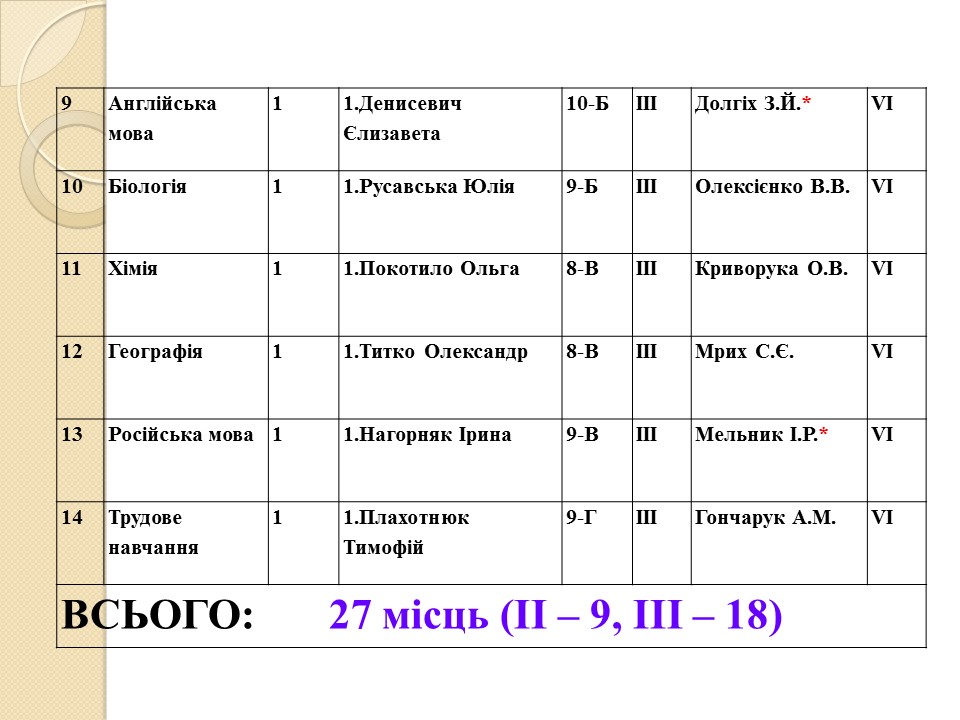 9 Англійська мова 1 1.Денисевич Єлизавета 10-Б ІІІ Долгіх З.Й.* VI
10 Біологія 1 1.Русавська Юлія 9-Б ІІІ Олексієнко В.В. VI
11 Хімія 1 1.Покотило Ольга 8-В ІІІ Криворука О.В. VI
12 Географія 1 1.Титко Олександр 8-В ІІІ Мрих С.Є. VI
13 Російська мова 1 1.Нагорняк Ірина 9-В ІІІ Мельник І.Р.* VI
14 Трудове навчання 1 1.Плахотнюк Тимофій 9-Г ІІІ Гончарук А.М. VI
ВСЬОГО: 27 місць (ІІ – 9, ІІІ – 18)